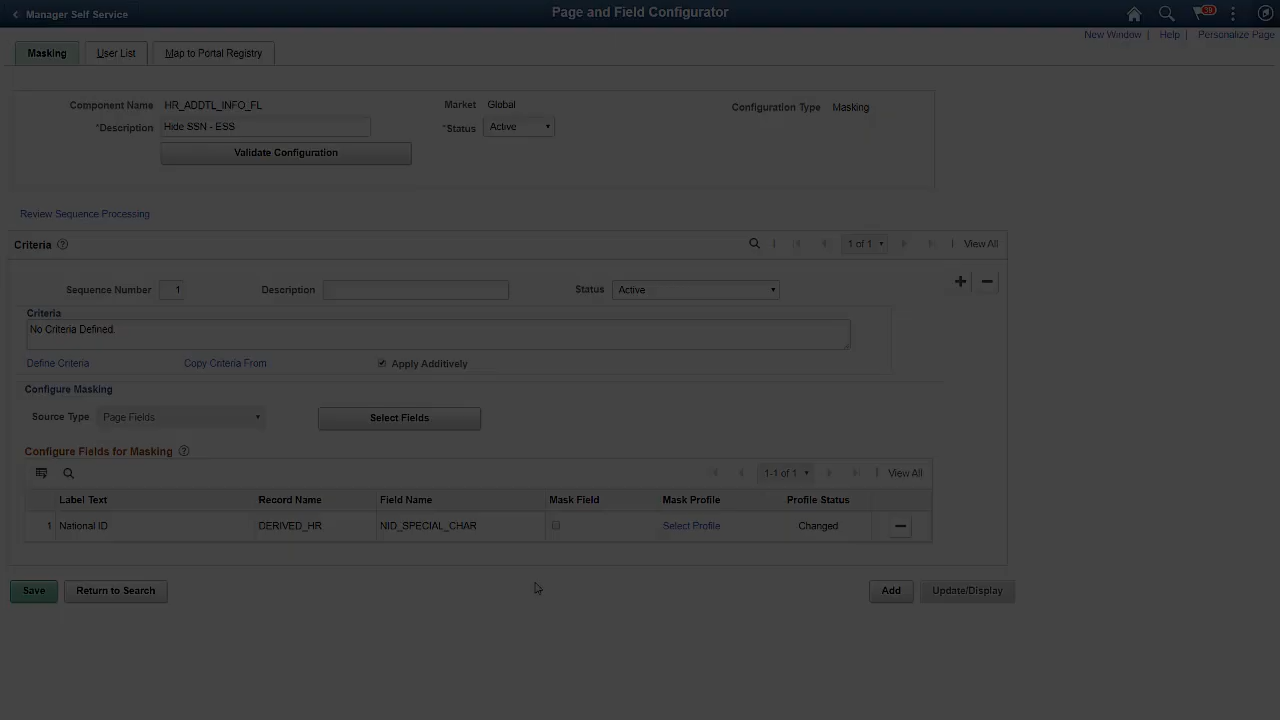 Manager Self Service
Page and Field Configurator
39
New Window | Help | Personalize Page
Masking User List Map to Portal Registry
Component Name HR_ADDTL_INFO_FL Market Global Configuration Type Masking
*Description Hide SSN - ESS *Status Active
Validate Configuration
Review Sequence Processing
Criteria 1 of 1 | View All
Sequence Number 1 Description Status Active
Criteria
No Criteria Defined.
Define Criteria Copy Criteria From Apply Additively
Configure Masking
Source Type Page Fields Select Fields
Configure Fields for Masking
1-1 of 1 | View All
Label Text Record Name Field Name Mask Field Mask Profile Profile Status
1 National ID DERIVED_HR NID_SPECIAL_CHAR Select Profile Changed
Save Return to Search Add Update/Display